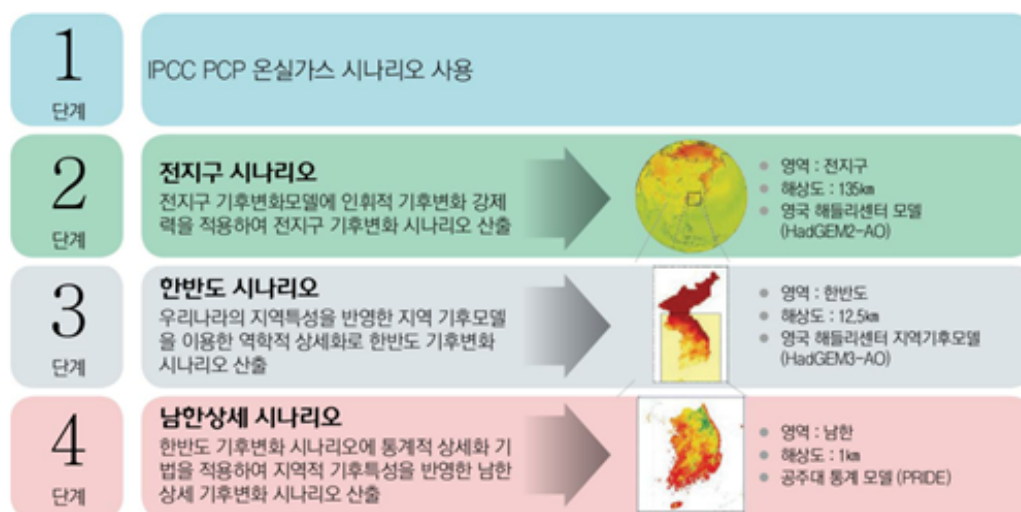 1
단계
IPCC PCP 온실가스 시나리오 사용
2
단계
전지구 시나리오
전지구 기후변화모델에 인위적 기후변화 강제
력을 적용하여 전지구 기후변화 시나리오 산출
영역 : 전지구
해상도 : 135km
영국 해들리센터 모델
(HadGEM2-AO)
3
단계
한반도 시나리오
우리나라의 지역특성을 반영한 지역 기후모델
을 이용한 역학적 상세화로 한반도 기후변화
시나리오 산출
영역 : 한반도
해상도 : 12.5km
영국 해들리센터 지역기후모델
(HadGEM3-AO)
4
단계
남한상세 시나리오
한반도 기후변화 시나리오에 통계적 상세화 기
법을 적용하여 지역적 기후특성을 반영한 남한
상세 기후변화 시나리오 산출
영역 : 남한
해상도 : 1km
공주대 통계 모델 (PRIDE)